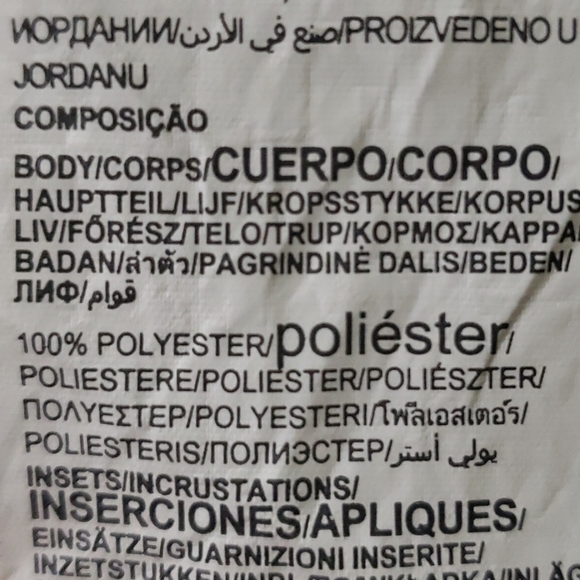 ИОРДАНИИ/صنع في الأردن/PROIZVEDENO U
JORDANU
COMPOSIÇÃO
BODY/CORPS/CUERPO/CORPO/
HAUPTTEIL/LIJF/KROPSSTYKKE/KORPUS
LIV/FŐRÉSZ/TELO/TRUP/ΚΟΡΜΟΣ/KAPPA
BADAN/ลำตัว/PAGRINDINĖ DALIS/BEDEN/
ЛИФ/قوام
100% POLYESTER/poliéster/
POLIESTERE/POLIESTER/POLIÉSZTER/
ΠΟΛΥΕΣΤΕΡ/POLYESTERI/โพลีเอสเตอร์/
POLIESTERIS/ПОЛИЭСТЕР/بولي أستر
INSETS/INCRUSTATIONS/
INSERCIONES/APLIQUES/
EINSÄTZE/GUARNIZIONI INSERITE/
INZETSTUKKEN/